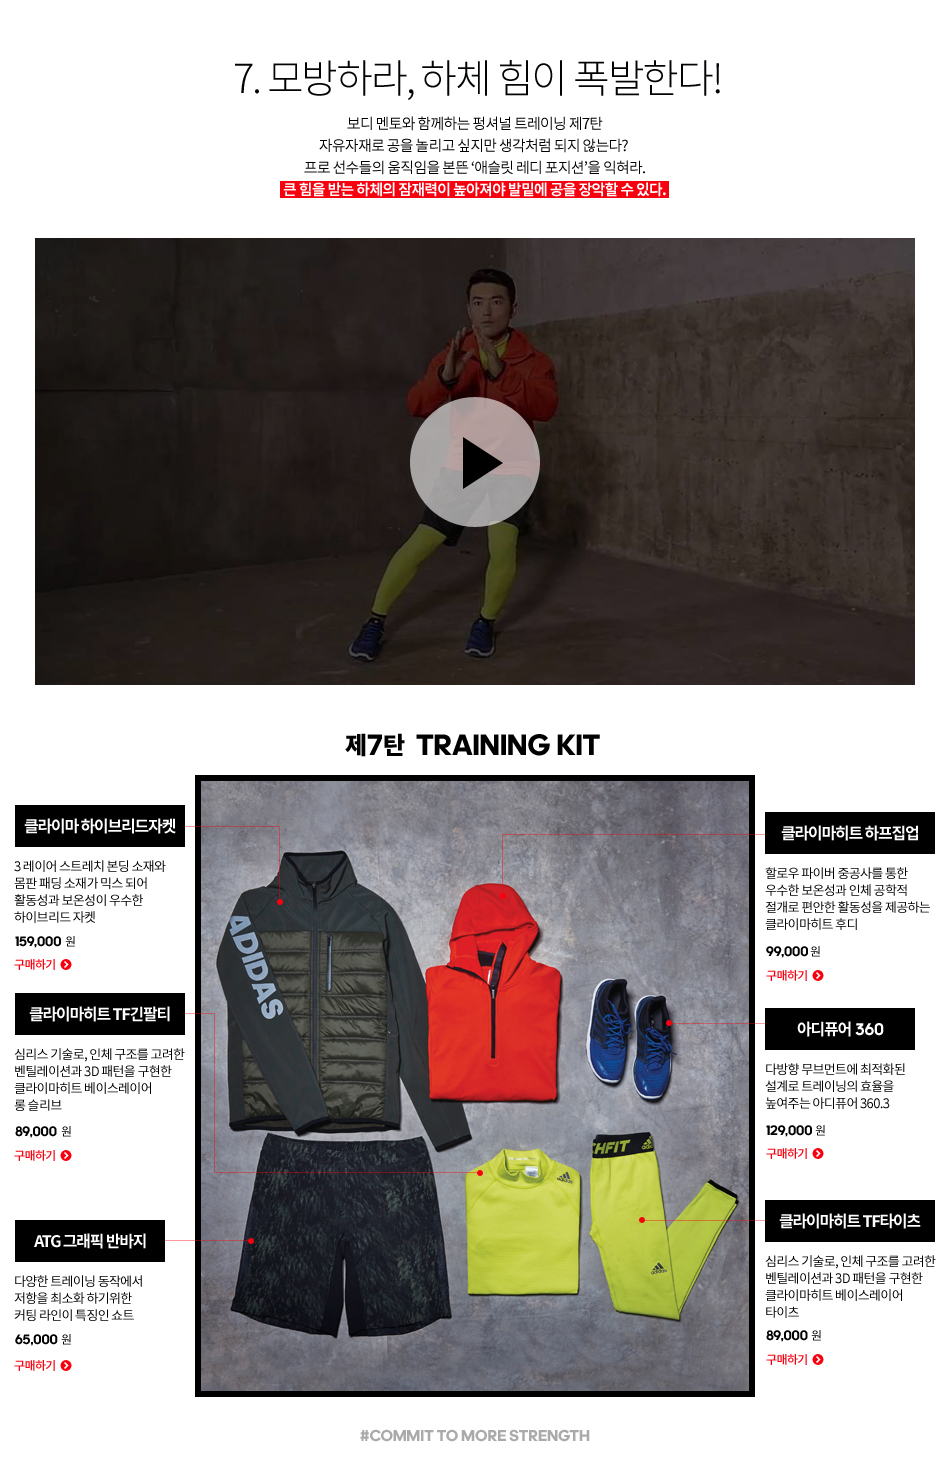 7. 모방하라, 하체 힘이 폭발한다!
보디 멘토와 함께하는 펑셔널 트레이닝 제7탄
자유자재로 공을 놀리고 싶지만 생각처럼 되지 않는다?
프로 선수들의 움직임을 본뜬 ‘애슬릿 레디 포지션’을 익혀라.
큰 힘을 받는 하체의 잠재력이 높아져야 발밑에 공을 장악할 수 있다.
제7탄 TRAINING KIT
클라이마 하이브리드자켓
3 레이어 스트레치 본딩 소재와
몸판 패딩 소재가 믹스 되어
활동성과 보온성이 우수한
하이브리드 자켓
159,000 원
구매하기
클라이마히트 TF긴팔티
심리스 기술로, 인체 구조를 고려한
벤틸레이션과 3D 패턴을 구현한
클라이마히트 베이스레이어
롱 슬리브
89,000 원
구매하기
ATG 그래픽 반바지
다양한 트레이닝 동작에서
저항을 최소화 하기위한
커팅 라인이 특징인 쇼트
65,000 원
구매하기
ADIDAS
HFIT
adidas
adidas
클라이마히트 하프집업
할로우 파이버 중공사를 통한
우수한 보온성과 인체 공학적
절개로 편안한 활동성을 제공하는
클라이마히트 후디
99,000 원
구매하기
아디퓨어 360
다방향 무브먼트에 최적화된
설계로 트레이닝의 효율을
높여주는 아디퓨어 360.3
129,000 원
구매하기
클라이마히트 TF타이츠
심리스 기술로, 인체 구조를 고려한
벤틸레이션과 3D 패턴을 구현한
클라이마히트 베이스레이어
타이츠
89,000 원
구매하기
#COMMIT TO MORE STRENGTH